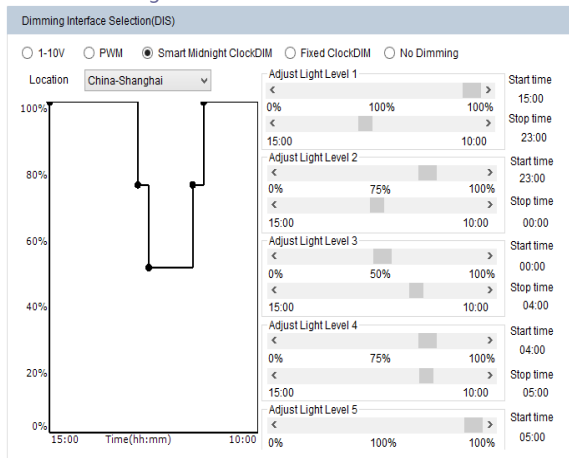 Dimming Interface Selection(DIS)
1-10V PWM Smart Midnight ClockDIM Fixed ClockDIM No Dimming
Location China-Shanghai
100%
80%
60%
40%
20%
0%
15:00 Time(hh:mm) 10:00
Adjust Light Level 1
0% 100% 100%
15:00 10:00
Start time
15:00
Stop time
23:00
Adjust Light Level 2
0% 75% 100%
15:00 10:00
Start time
23:00
Stop time
00:00
Adjust Light Level 3
0% 50% 100%
15:00 10:00
Start time
00:00
Stop time
04:00
Adjust Light Level 4
0% 75% 100%
15:00 10:00
Start time
04:00
Stop time
05:00
Adjust Light Level 5
0% 100% 100%
Start time
05:00